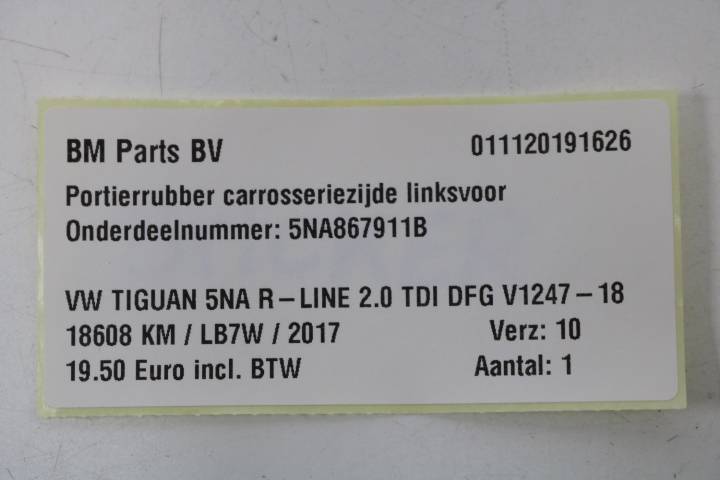 BM Parts BV 011120191626
Portierrubber carrosseriezijde linksvoor
Onderdeelnummer: 5NA867911B
VW TIGUAN 5NA R-LINE 2.0 TDI DFG V1247-18
18608 KM / LB7W / 2017 Verz: 10
19.50 Euro incl. BTW Aantal: 1